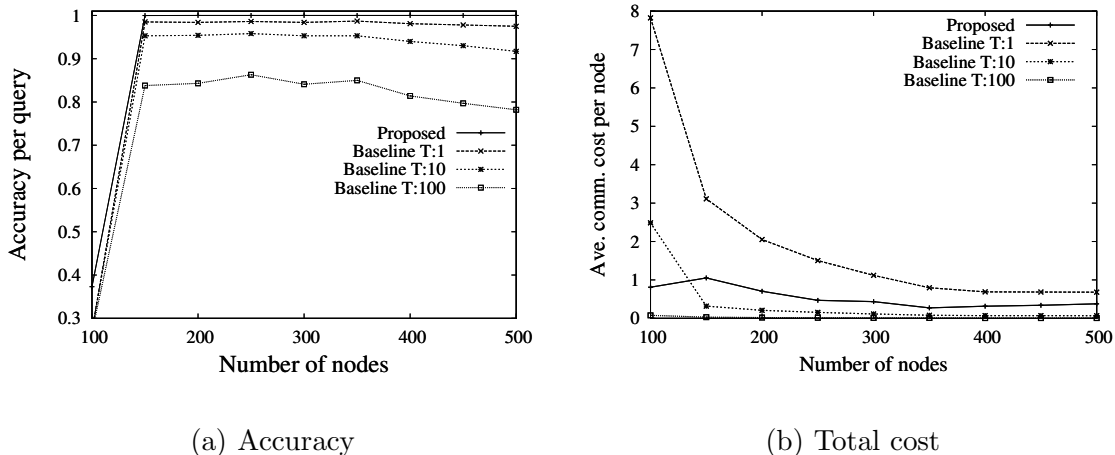 Accuracy per query
1
0.9
0.8
0.7
0.6
0.5
0.4
0.3
Proposed
Baseline T:1
Baseline T:10
Baseline T:100
100 200 300 400 500
Number of nodes
(a) Accuracy
Ave. comm. cost per node
8
7
6
5
4
3
2
1
0
Proposed
Baseline T:1
Baseline T:10
Baseline T:100
100 200 300 400 500
Number of nodes
(b) Total cost